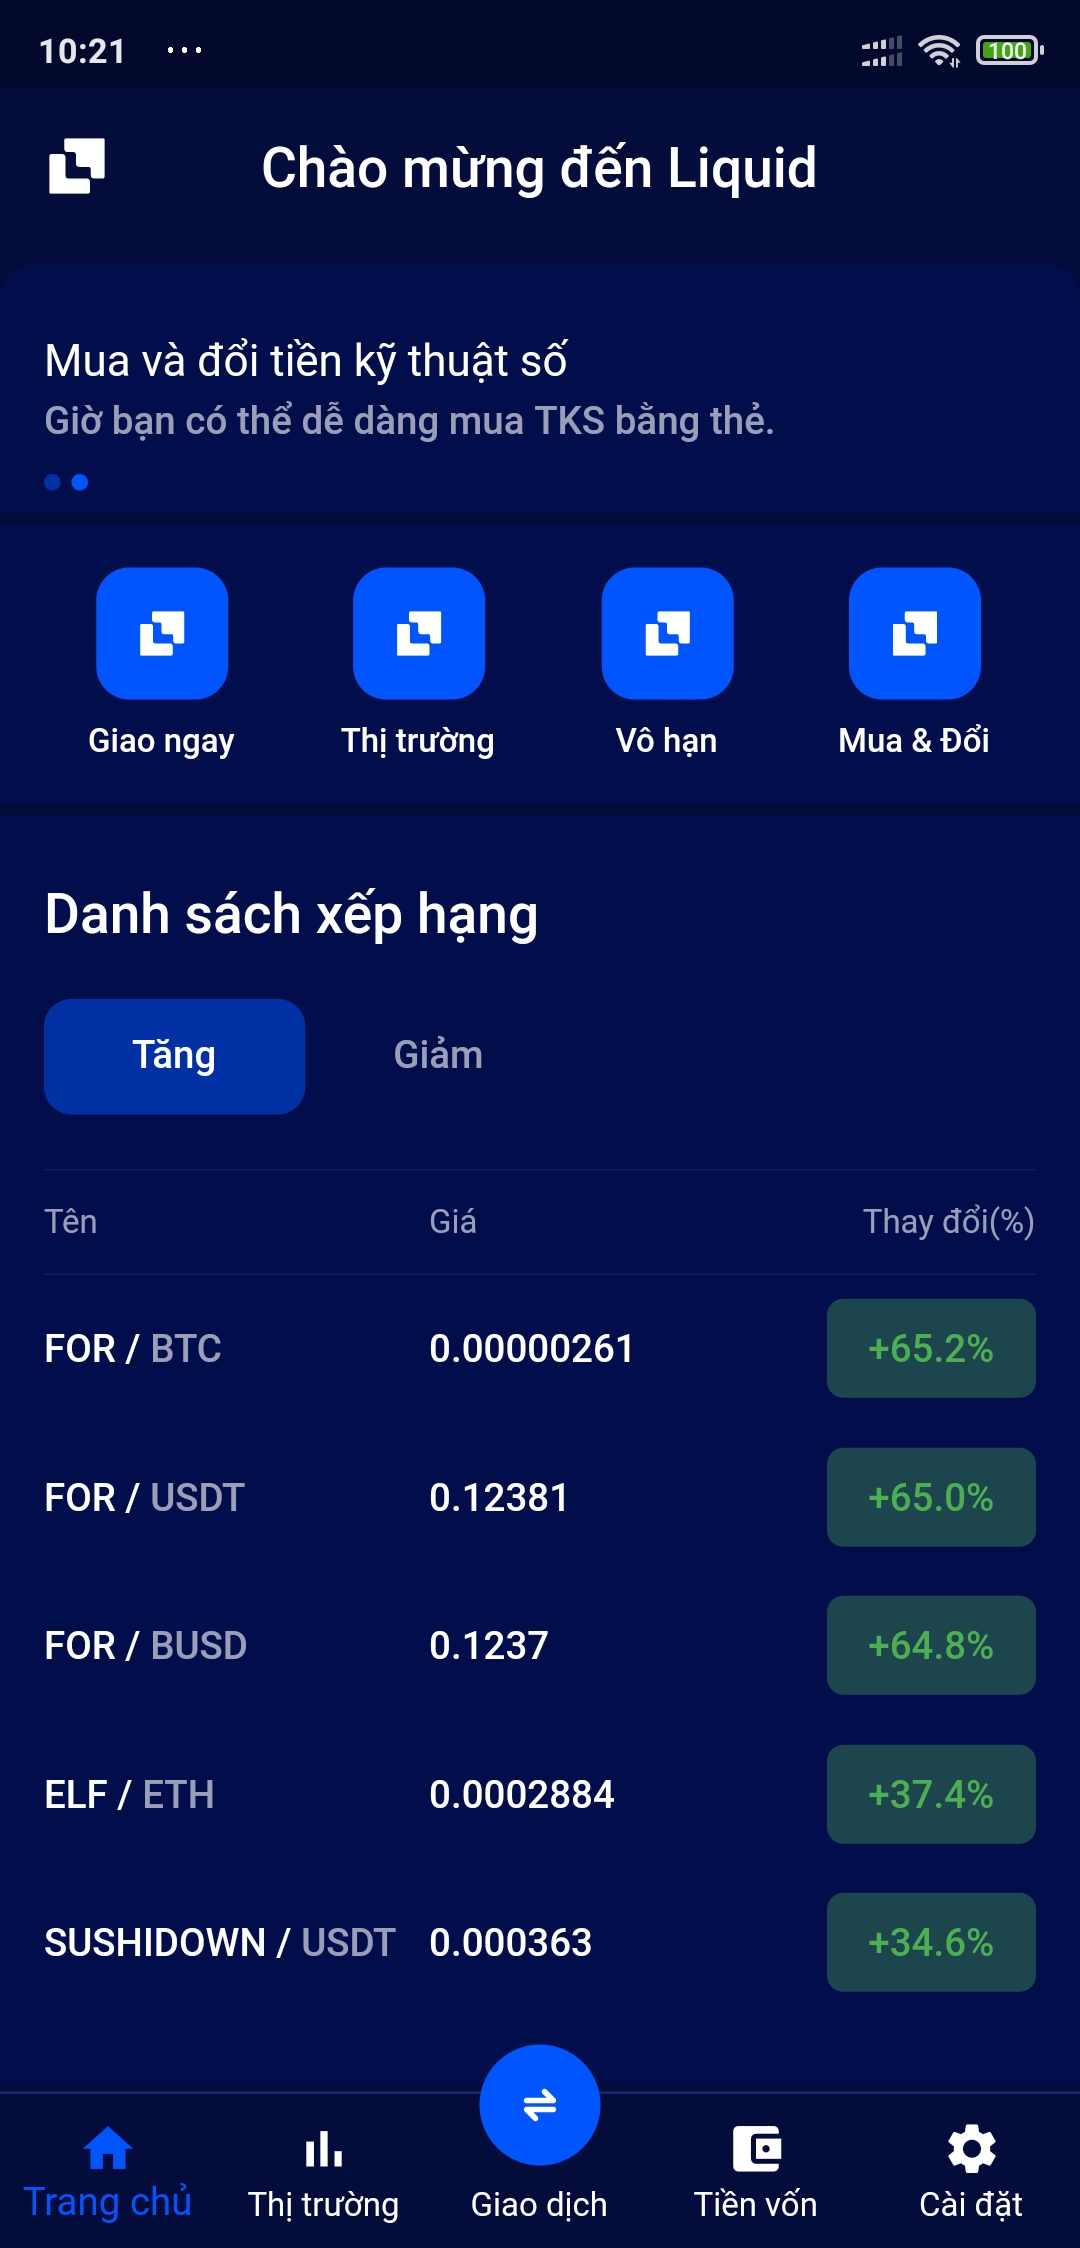 10:21 ...
100
Chào mừng đến Liquid
Mua và đổi tiền kỹ thuật số
Giờ bạn có thể dễ dàng mua TKS bằng thẻ.
Giao ngay Thị trường Vô hạn Mua & Đổi
Danh sách xếp hạng
Tăng Giảm
Tên Giá Thay đổi(%)
FOR / BTC 0.00000261 +65.2%
FOR / USDT 0.12381 +65.0%
FOR / BUSD 0.1237 +64.8%
ELF / ETH 0.0002884 +37.4%
SUSHIDOWN / USDT 0.000363 +34.6%
Trang chủ Thị trường Giao dịch Tiền vốn Cài đặt